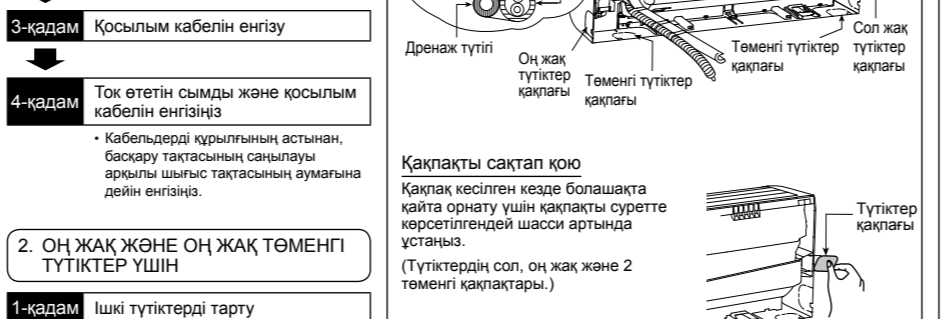 3-қадам Қосылым кабелін енгізу
4-қадам Ток өтетін сымды және қосылым
кабелін енгізіңіз
• Кабельдерді құрылғының астынан,
басқару тақтасының саңылауы
арқылы шығыс тақтасының аумағына
дейін енгізіңіз.
2. ОҢ ЖАҚ ЖӘНЕ ОҢ ЖАҚ ТӨМЕНГІ
ТҮТІКТЕР ҮШІН
1-қадам Ішкі түтіктерді тарту
Дренаж түтігі
Оң жақ
түтіктер
қақпағы
Төменгі түтіктер
қақпағы
Төменгі түтіктер
қақпағы
Сол жақ
түтіктер
қақпағы
Қақпақты сақтап қою
Қақпақ кесілген кезде болашақта
қайта орнату үшін қақпақты суретте
көрсетілгендей шасси артында
ұстаңыз.
(Түтіктердің сол, оң жақ және 2
төменгі қақпақтары.)
Түтіктер
қақпағы